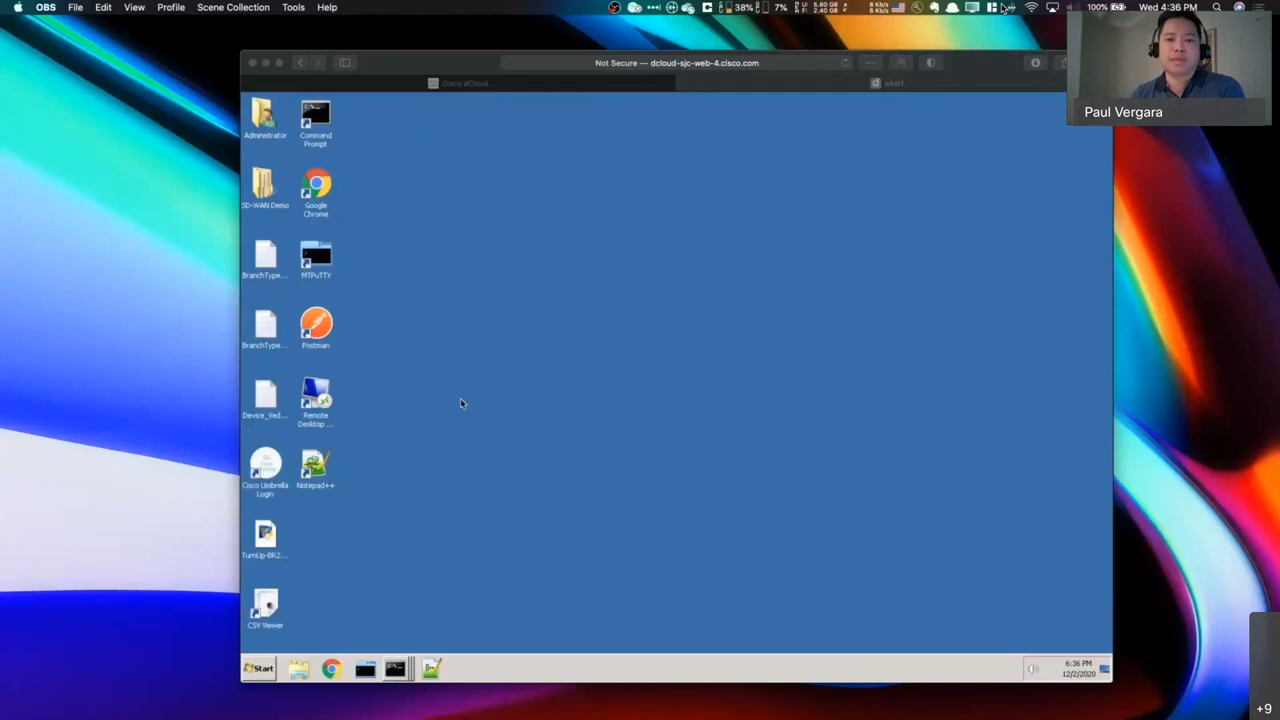 OBS File Edit View Profile Scene Collection Tools Help
38% 7% 100% Wed 4:36 PM
Not Secure — dcloud-sjc-web-4.cisco.com
Cisco dCloud
Paul Vergara
Administrator
Command
Prompt
SD-WAN Demo
Google
Chrome
BranchType...
MTPuTTY
BranchType...
Postman
Device_Ved...
Remote
Desktop ...
Cisco Umbrella
Login
Notepad++
TurnUp-BR2...
CSV Viewer
Start
6:36 PM
12/2/2020
+9